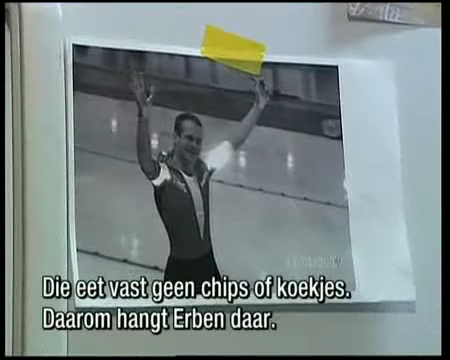 Die eet vast geen chips of koekjes.
Daarom hangt Erben daar.